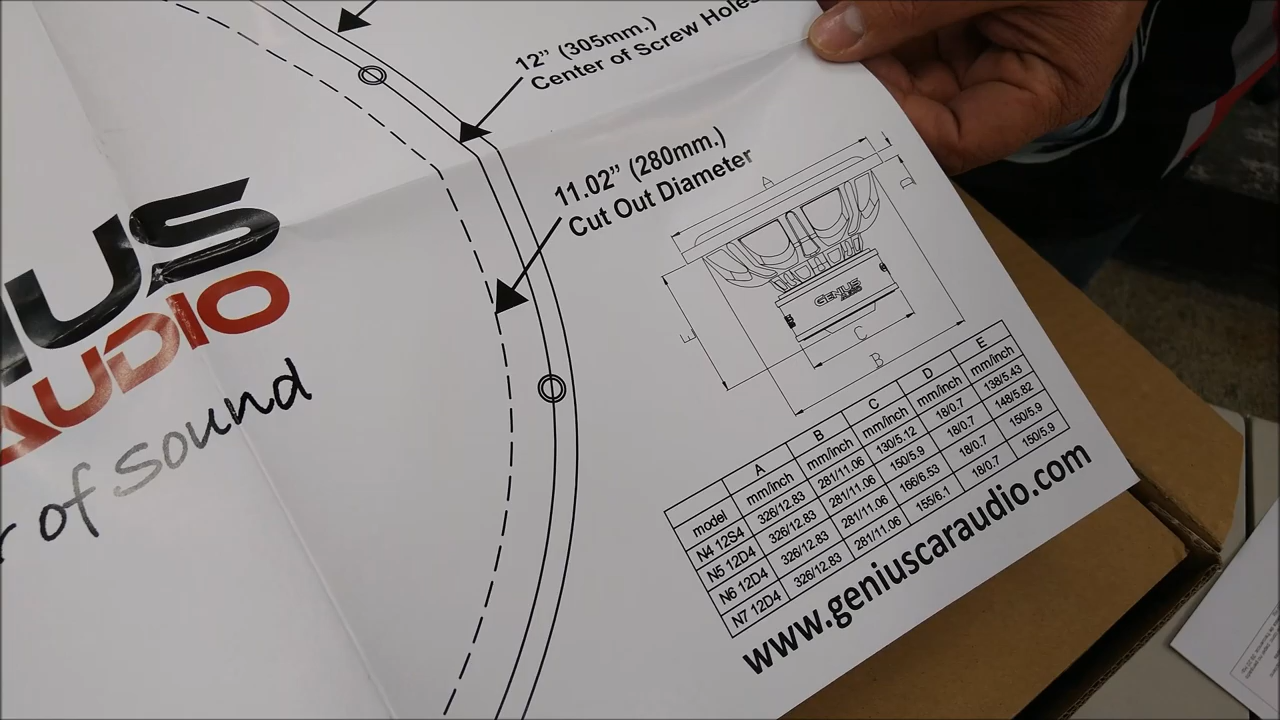 12” (305mm.)
Center of Screw Holes
11.02” (280mm.)
Cut Out Diameter
IUS
AUDIO
r of sound
A
D
E
GENIUS
C
B
model A mm/inch B mm/inch C mm/inch D mm/inch E mm/inch
N4 12S4 326/12.83 281/11.06 130/5.12 18/0.7 138/5.43
N5 12D4 326/12.83 281/11.06 150/5.9 18/0.7 148/5.82
N6 12D4 326/12.83 281/11.06 166/6.53 18/0.7 150/5.9
N7 12D4 326/12.83 281/11.06 155/6.1 18/0.7 150/5.9
www.geniuscaraudio.com